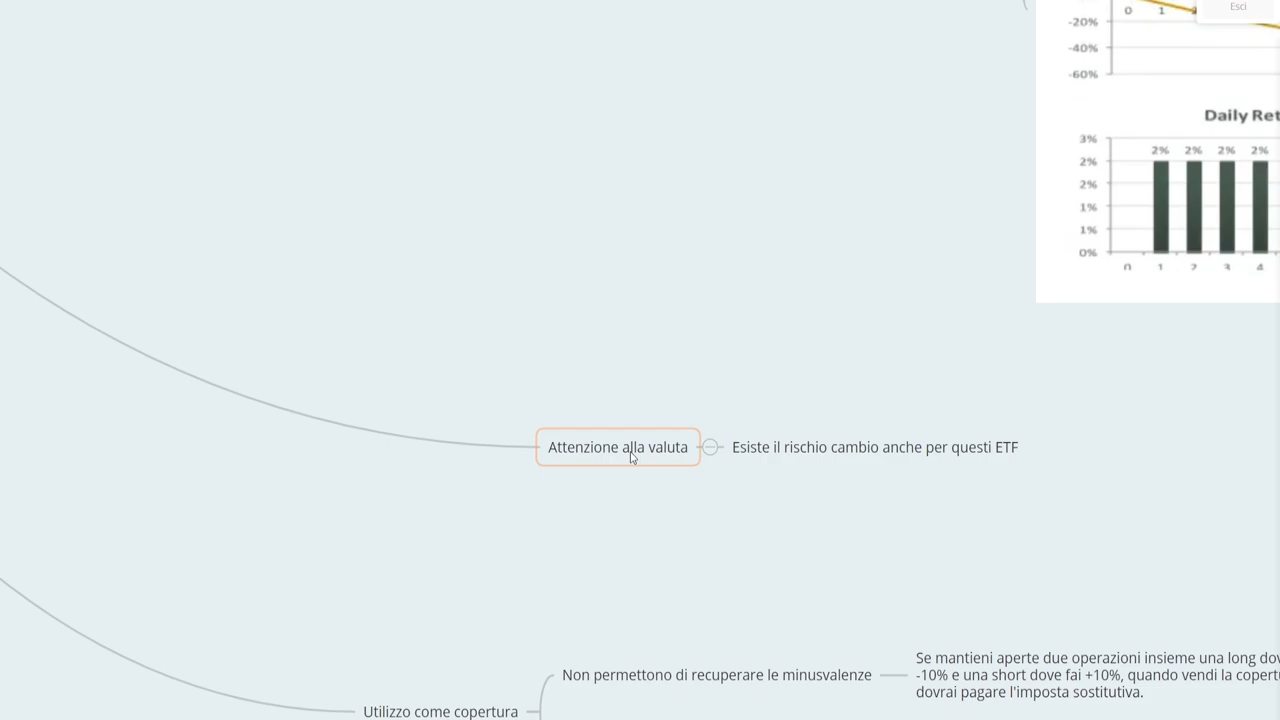 Esci
0 1
-20%
-40%
-60%
Daily Ret
3%
2% 2% 2% 2%
2%
2%
1%
1%
0%
0 1 2 3 4
Attenzione alla valuta
Esiste il rischio cambio anche per questi ETF
Se mantieni aperte due operazioni insieme una long
Non permettono di recuperare le minusvalenze
-10% e una short dove fai +10%, quando vendi la
dovrai pagare l'imposta sostitutiva.
Utilizzo come copertura